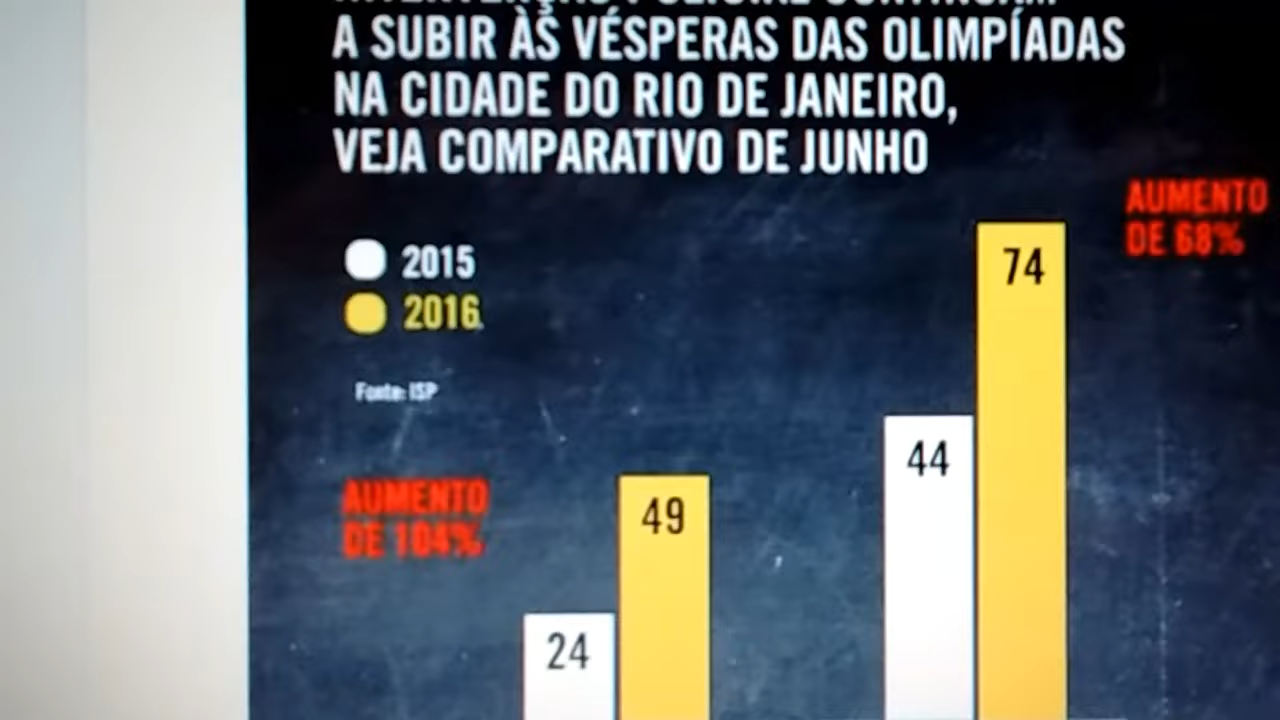 A SUBIR ÀS VÉSPERAS DAS OLIMPÍADAS
NA CIDADE DO RIO DE JANEIRO,
VEJA COMPARATIVO DE JUNHO
2015
2016
Fonte: ISP
AUMENTO
DE 68%
74
44
AUMENTO
DE 104%
49
24